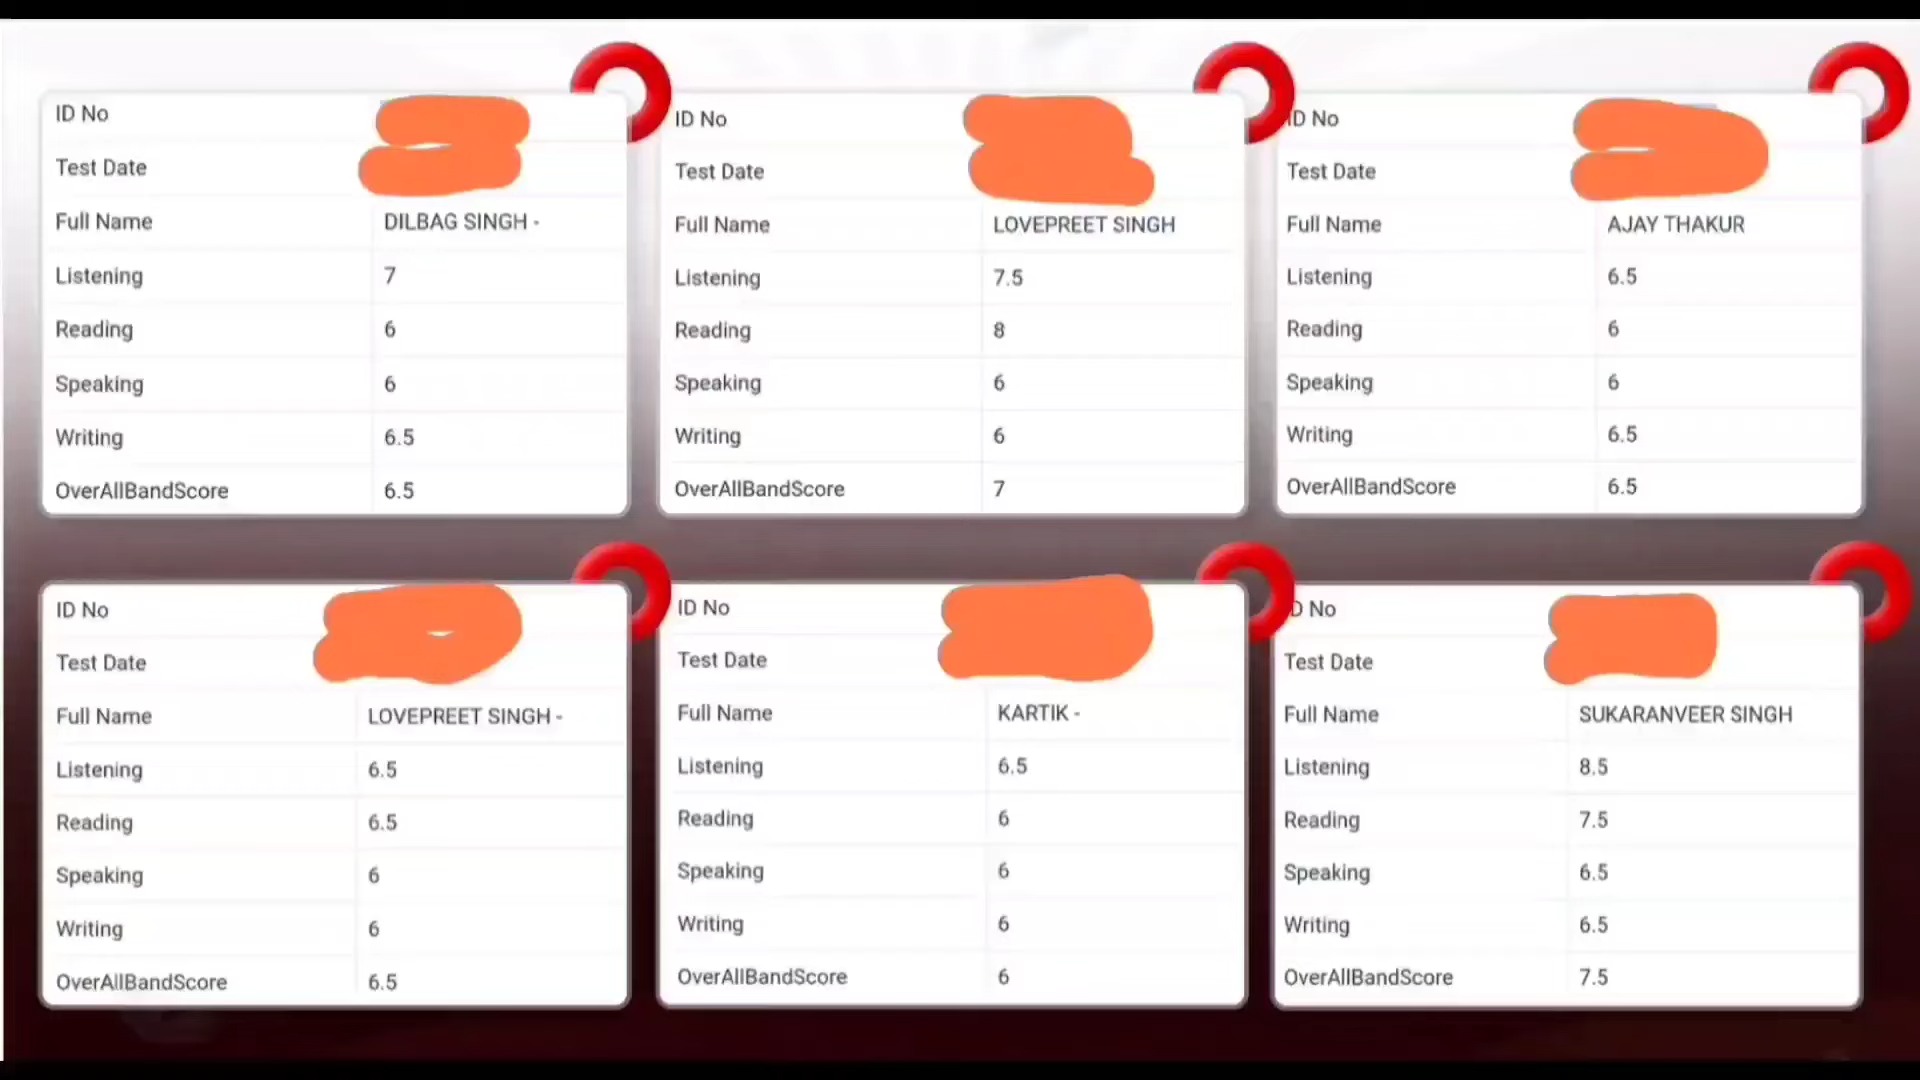 ID No
Test Date
Full Name DILBAG SINGH -
Listening 7
Reading 6
Speaking 6
Writing 6.5
OverAllBandScore 6.5
ID No
Test Date
Full Name LOVEPREET SINGH
Listening 7.5
Reading 8
Speaking 6
Writing 6
OverAllBandScore 7
ID No
Test Date
Full Name AJAY THAKUR
Listening 6.5
Reading 6
Speaking 6
Writing 6.5
OverAllBandScore 6.5
ID No
Test Date
Full Name LOVEPREET SINGH -
Listening 6.5
Reading 6.5
Speaking 6
Writing 6
OverAllBandScore 6.5
ID No
Test Date
Full Name KARTIK -
Listening 6.5
Reading 6
Speaking 6
Writing 6
OverAllBandScore 6
ID No
Test Date
Full Name SUKARANVEER SINGH
Listening 8.5
Reading 7.5
Speaking 6.5
Writing 6.5
OverAllBandScore 7.5